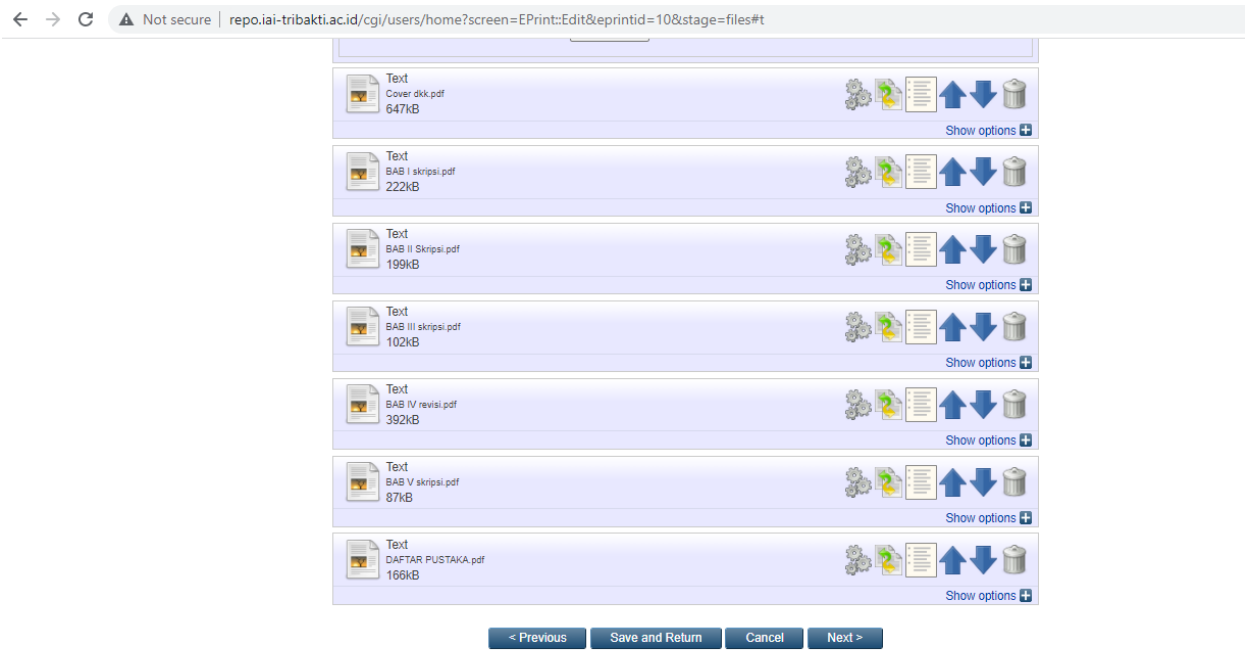 Not secure
repo.iai-tribakti.ac.id/cgi/users/home?screen=EPrint::Edit&eprintid=10&stage=files#t
Text
Cover dkk.pdf
647kB
Show options
Text
BAB I skripsi.pdf
222kB
Show options
Text
BAB II Skripsi.pdf
199kB
Show options
Text
BAB III skripsi.pdf
102kB
Show options
Text
BAB IV revisi.pdf
392kB
Show options
Text
BAB V skripsi.pdf
87kB
Show options
Text
DAFTAR PUSTAKA.pdf
166kB
Show options
< Previous
Save and Return
Cancel
Next >